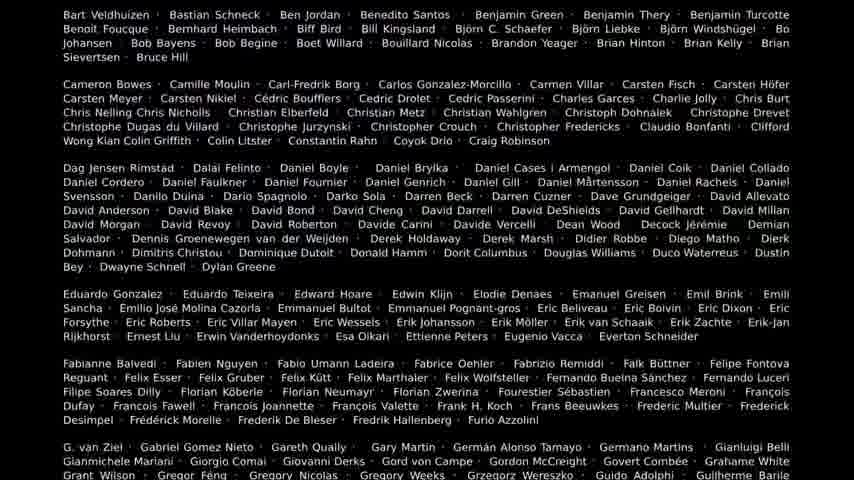 Bart Veldhuizen · Bastian Schneck · Ben Jordan · Benedito Santos · Benjamin Green · Benjamin Thery · Benjamin Turcotte
Benoit Foucque · Bernhard Heimbach · Biff Bird · Bill Kingsland · Björn C. Schaefer · Björn Liebke · Björn Windshügel · Bo
Johansen · Bob Bayens · Bob Begine · Boet Willard · Bouillard Nicolas · Brandon Yeager · Brian Hinton · Brian Kelly · Brian
Sievertsen · Bruce Hill
Cameron Bowes · Camille Moulin · Carl-Fredrik Borg · Carlos Gonzalez-Morcillo · Carmen Villar · Carsten Fisch · Carsten Höfer
Carsten Meyer · Carsten Nikiel · Cédric Boufflers · Cedric Drolet · Cedric Passerini · Charles Garces · Charlie Jolly · Chris Burt
Chris Nelling Chris Nicholls · Christian Elberfeld · Christian Metz · Christian Wahlgren · Christoph Dohnalek · Christophe Drevet
Christophe Dugas du Villard · Christophe Jurzynski · Christopher Crouch · Christopher Fredericks · Claudio Bonfanti · Clifford
Wong Kian Colin Griffith · Colin Litster · Constantin Rahn · Coyok Drio · Craig Robinson
Dag Jensen Rimstad · Dalai Felinto · Daniel Boyle · Daniel Brylka · Daniel Cases i Armengol · Daniel Coik · Daniel Collado
Daniel Cordero · Daniel Faulkner · Daniel Fournier · Daniel Genrich · Daniel Gill · Daniel Mårtensson · Daniel Racheis · Daniel
Svensson · Danilo Duina · Dario Spagnolo · Darko Sola · Darren Beck · Darren Cuzner · Dave Grundgeiger · David Allevato
David Anderson · David Blake · David Bond · David Cheng · David Darrell · David DeShields · David Gellhardt · David Millan
David Morgan · David Revoy · David Roberton · Davide Carini · Davide Vercelli · Dean Wood · Decock Jérémie · Demian
Salvador · Dennis Groenewegen van der Weijden · Derek Holdaway · Derek Marsh · Didier Robbe · Diego Matho · Dierk
Dohmann · Dimitris Christou · Dominique Dutoit · Donald Hamm · Dorit Columbus · Douglas Williams · Duco Waterreus · Dustin
Bey · Dwayne Schnell · Dylan Greene
Eduardo Gonzalez · Eduardo Teixeira · Edward Hoare · Edwin Klijn · Elodie Denaes · Emanuel Greisen · Emil Brink · Emili
Sancha · Emilio José Molina Cazorla · Emmanuel Bultot · Emmanuel Pognant-gros · Eric Beliveau · Eric Boivin · Eric Dixon · Eric
Forsythe · Eric Roberts · Eric Villar Mayen · Eric Wessels · Erik Johansson · Erik Möller · Erik van Schaaik · Erik Zachte · Erik-Jan
Rijkhorst · Ernest Liu · Erwin Vanderhoydonks · Esa Oikari · Ettienne Peters · Eugenio Vacca · Everton Schneider
Fabianne Balvedi · Fabien Nguyen · Fabio Umann Ladeira · Fabrice Oehler · Fabrizio Remiddi · Falk Büttner · Felipe Fontova
Reguant · Felix Esser · Felix Gruber · Felix Kütt · Felix Marthaler · Felix Wolfsteller · Fernando Bueina Sánchez · Fernando Luceri
Filipe Soares Dilly · Florian Köberle · Florian Neumayr · Florian Zwerina · Fourestier Sébastien · Francesco Meroni · François
Dufay · Francois Fawell · Francois Joannette · François Valette · Frank H. Koch · Frans Beeuwkes · Frederic Multier · Frederick
Desimpel · Frédérick Morelle · Frederik De Bleser · Fredrik Hallenberg · Furio Azzolini
G. van Ziel · Gabriel Gomez Nieto · Gareth Qually · Gary Martin · Germán Alonso Tamayo · Germano Martins · Gianluigi Belli
Gianmichele Mariani · Giorgio Comai · Giovanni Derks · Gord von Campe · Gordon McCreight · Govert Combée · Grahame White
Grant Wilson · Gregor Féng · Gregory Nicolas · Gregory Weeks · Grzegorz Wereszko · Guido Adolphi · Guilherme Barile